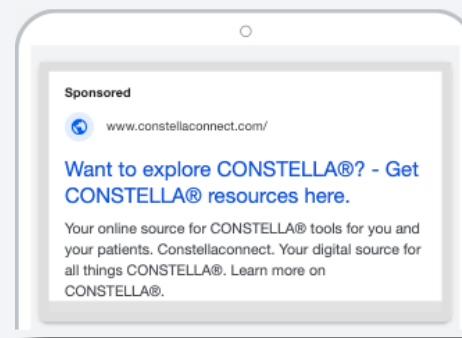 Sponsored
www.constellaconnect.com/
Want to explore CONSTELLA®? - Get
CONSTELLA® resources here.
Your online source for CONSTELLA® tools for you and
your patients. Constellaconnect. Your digital source for
all things CONSTELLA®. Learn more on
CONSTELLA®.